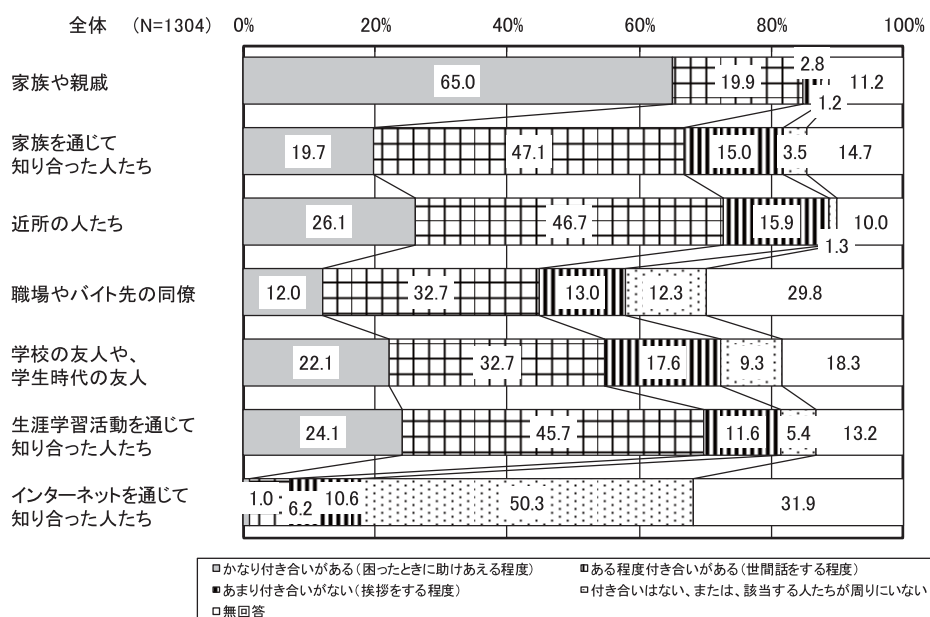 全体 (N=1304) 0% 20% 40% 60% 80% 100%
家族や親戚 65.0 19.9 2.8 1.2 11.2
家族を通じて
知り合った人たち 19.7 47.1 15.0 3.5 14.7
近所の人たち 26.1 46.7 15.9 1.3 10.0
職場やバイト先の同僚 12.0 32.7 13.0 12.3 29.8
学校の友人や、
学生時代の友人 22.1 32.7 17.6 9.3 18.3
生涯学習活動を通じて
知り合った人たち 24.1 45.7 11.6 5.4 13.2
インターネットを通じて
知り合った人たち 1.0 6.2 10.6 50.3 31.9
かなり付き合いがある(困ったときに助けあえる程度) ある程度付き合いがある(世間話をする程度)
あまり付き合いがない(挨拶をする程度) 付き合いはない、または、該当する人たちが周りにいない
無回答